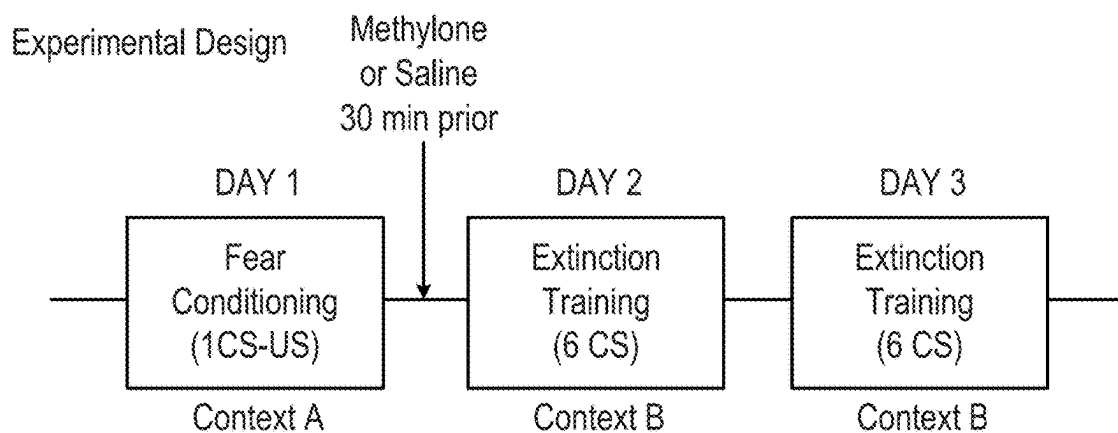 Experimental Design
Methylone
or Saline
30 min prior
DAY 1
DAY 2
DAY 3
Fear
Conditioning
(1CS-US)
Extinction
Training
(6 CS)
Extinction
Training
(6 CS)
Context A
Context B
Context B